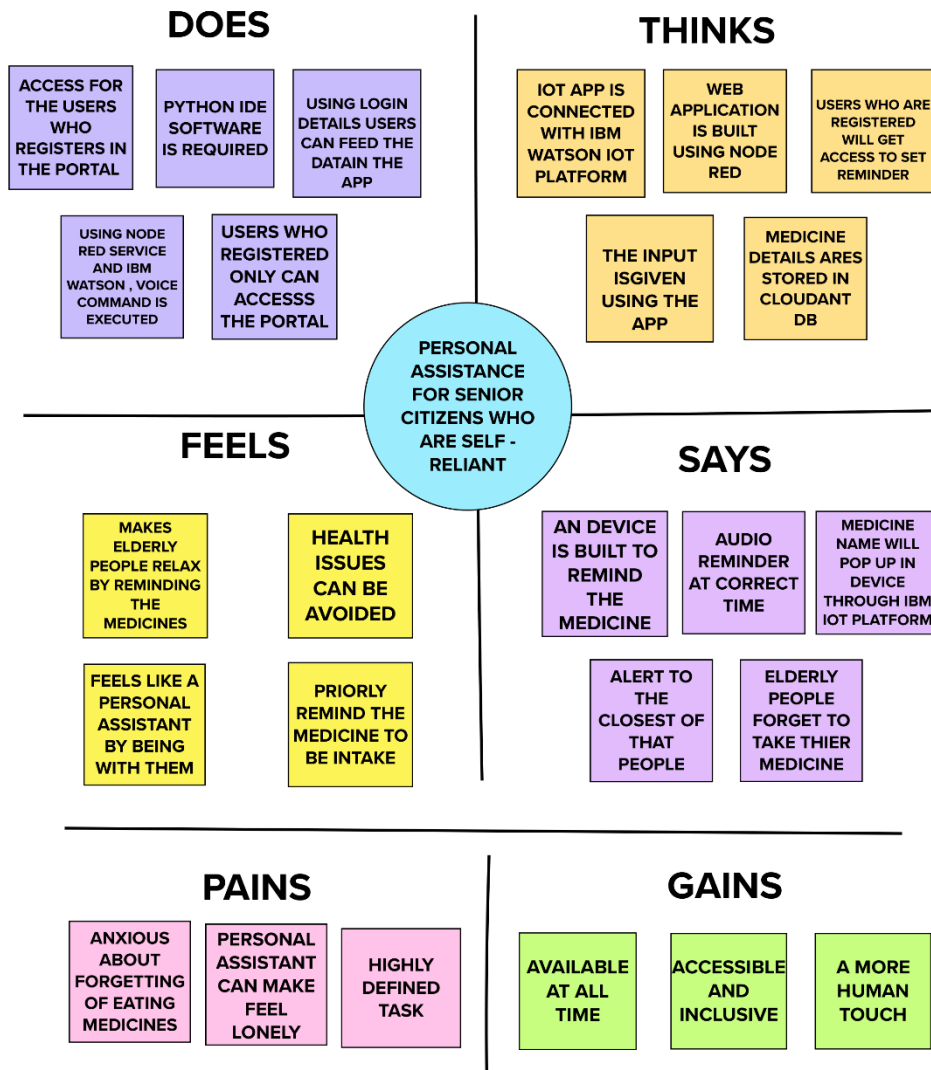 DOES
ACCESS FOR
THE USERS
WHO
REGISTERS IN
THE PORTAL
PYTHON IDE
SOFTWARE
IS REQUIRED
USING LOGIN
DETAILS USERS
CAN FEED THE
DATAIN THE
APP
USING NODE
RED SERVICE
AND IBM
WATSON , VOICE
COMMAND IS
EXECUTED
USERS WHO
REGISTERED
ONLY CAN
ACCESSS
THE PORTAL
THINKS
IOT APP IS
CONNECTED
WITH IBM
WATSON IOT
PLATFORM
WEB
APPLICATION
IS BUILT
USING NODE
RED
USERS WHO ARE
REGISTERED
WILL GET
ACCESS TO SET
REMINDER
THE INPUT
ISGIVEN
USING THE
APP
MEDICINE
DETAILS ARES
STORED IN
CLOUDANT
DB
PERSONAL
ASSISTANCE
FOR SENIOR
CITIZENS WHO
ARE SELF -
RELIANT
FEELS
MAKES
ELDERLY
PEOPLE RELAX
BY REMINDING
THE
MEDICINES
HEALTH
ISSUES
CAN BE
AVOIDED
FEELS LIKE A
PERSONAL
ASSISTANT
BY BEING
WITH THEM
PRIORLY
REMIND THE
MEDICINE TO
BE INTAKE
SAYS
AN DEVICE
IS BUILT TO
REMIND
THE
MEDICINE
AUDIO
REMINDER
AT CORRECT
TIME
MEDICINE
NAME WILL
POP UP IN
DEVICE
THROUGH IBM
IOT PLATFORM
ALERT TO
THE
CLOSEST OF
THAT
PEOPLE
ELDERLY
PEOPLE
FORGET TO
TAKE THIER
MEDICINE
PAINS
ANXIOUS
ABOUT
FORGETTING
OF EATING
MEDICINES
PERSONAL
ASSISTANT
CAN MAKE
FEEL
LONELY
HIGHLY
DEFINED
TASK
GAINS
AVAILABLE
AT ALL
TIME
ACCESSIBLE
AND
INCLUSIVE
A MORE
HUMAN
TOUCH